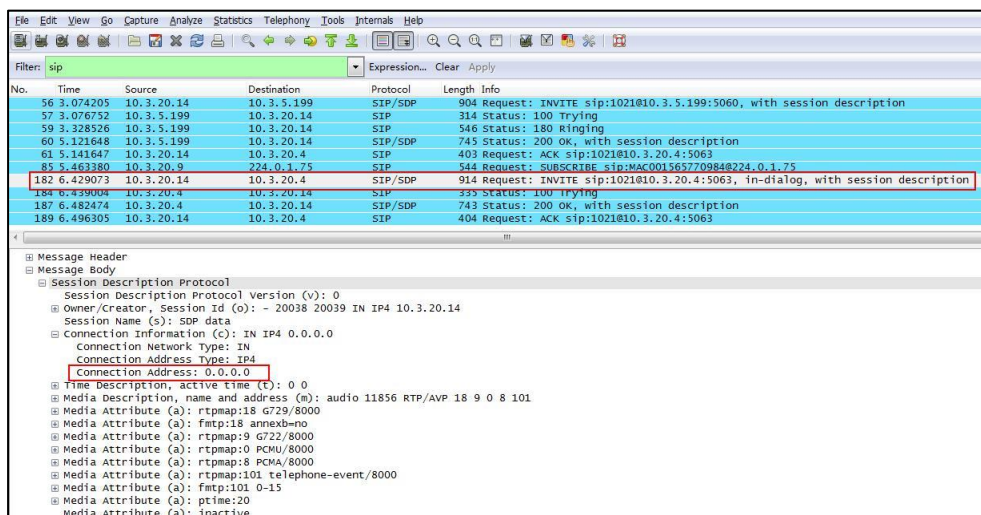 File Edit View Go Capture Analyze Statistics Telephony Tools Internals Help
Filter: sip Expression... Clear Apply
No. Time Source Destination Protocol Length Info
56 3.074205 10.3.20.14 10.3.5.199 SIP/SDP 904 Request: INVITE sip:1021@10.3.5.199:5060, with session description
57 3.076752 10.3.5.199 10.3.20.14 SIP 314 Status: 100 Trying
59 3.328526 10.3.5.199 10.3.20.14 SIP 546 Status: 180 Ringing
60 5.121648 10.3.5.199 10.3.20.14 SIP/SDP 745 Status: 200 OK, with session description
61 5.141647 10.3.20.14 10.3.20.4 SIP 403 Request: ACK sip:1021@10.3.20.4:5063
85 5.463380 10.3.20.9 224.0.1.75 SIP 544 Request: SUBSCRIBE sip:MAC001565770984@224.0.1.75
182 6.429073 10.3.20.14 10.3.20.4 SIP/SDP 914 Request: INVITE sip:1021@10.3.20.4:5063, in-dialog, with session description
184 6.439004 10.3.20.4 10.3.20.14 SIP 335 Status: 100 Trying
187 6.482474 10.3.20.4 10.3.20.14 SIP/SDP 743 Status: 200 OK, with session description
189 6.496305 10.3.20.14 10.3.20.4 SIP 404 Request: ACK sip:1021@10.3.20.4:5063
Message Header
Message Body
Session Description Protocol
Session Description Protocol Version (v): 0
Owner/Creator, Session Id (o): - 20038 20039 IN IP4 10.3.20.14
Session Name (s): SDP data
Connection Information (c): IN IP4 0.0.0.0
Connection Network Type: IN
Connection Address Type: IP4
Connection Address: 0.0.0.0
Time Description, active time (t): 0 0
Media Description, name and address (m): audio 11856 RTP/AVP 18 9 0 8 101
Media Attribute (a): rtpmap:18 G729/8000
Media Attribute (a): fmtp:18 annexb=no
Media Attribute (a): rtpmap:9 G722/8000
Media Attribute (a): rtpmap:0 PCMU/8000
Media Attribute (a): rtpmap:8 PCMA/8000
Media Attribute (a): rtpmap:101 telephone-event/8000
Media Attribute (a): fmtp:101 0-15
Media Attribute (a): ptime:20
Media Attribute (a): inactive